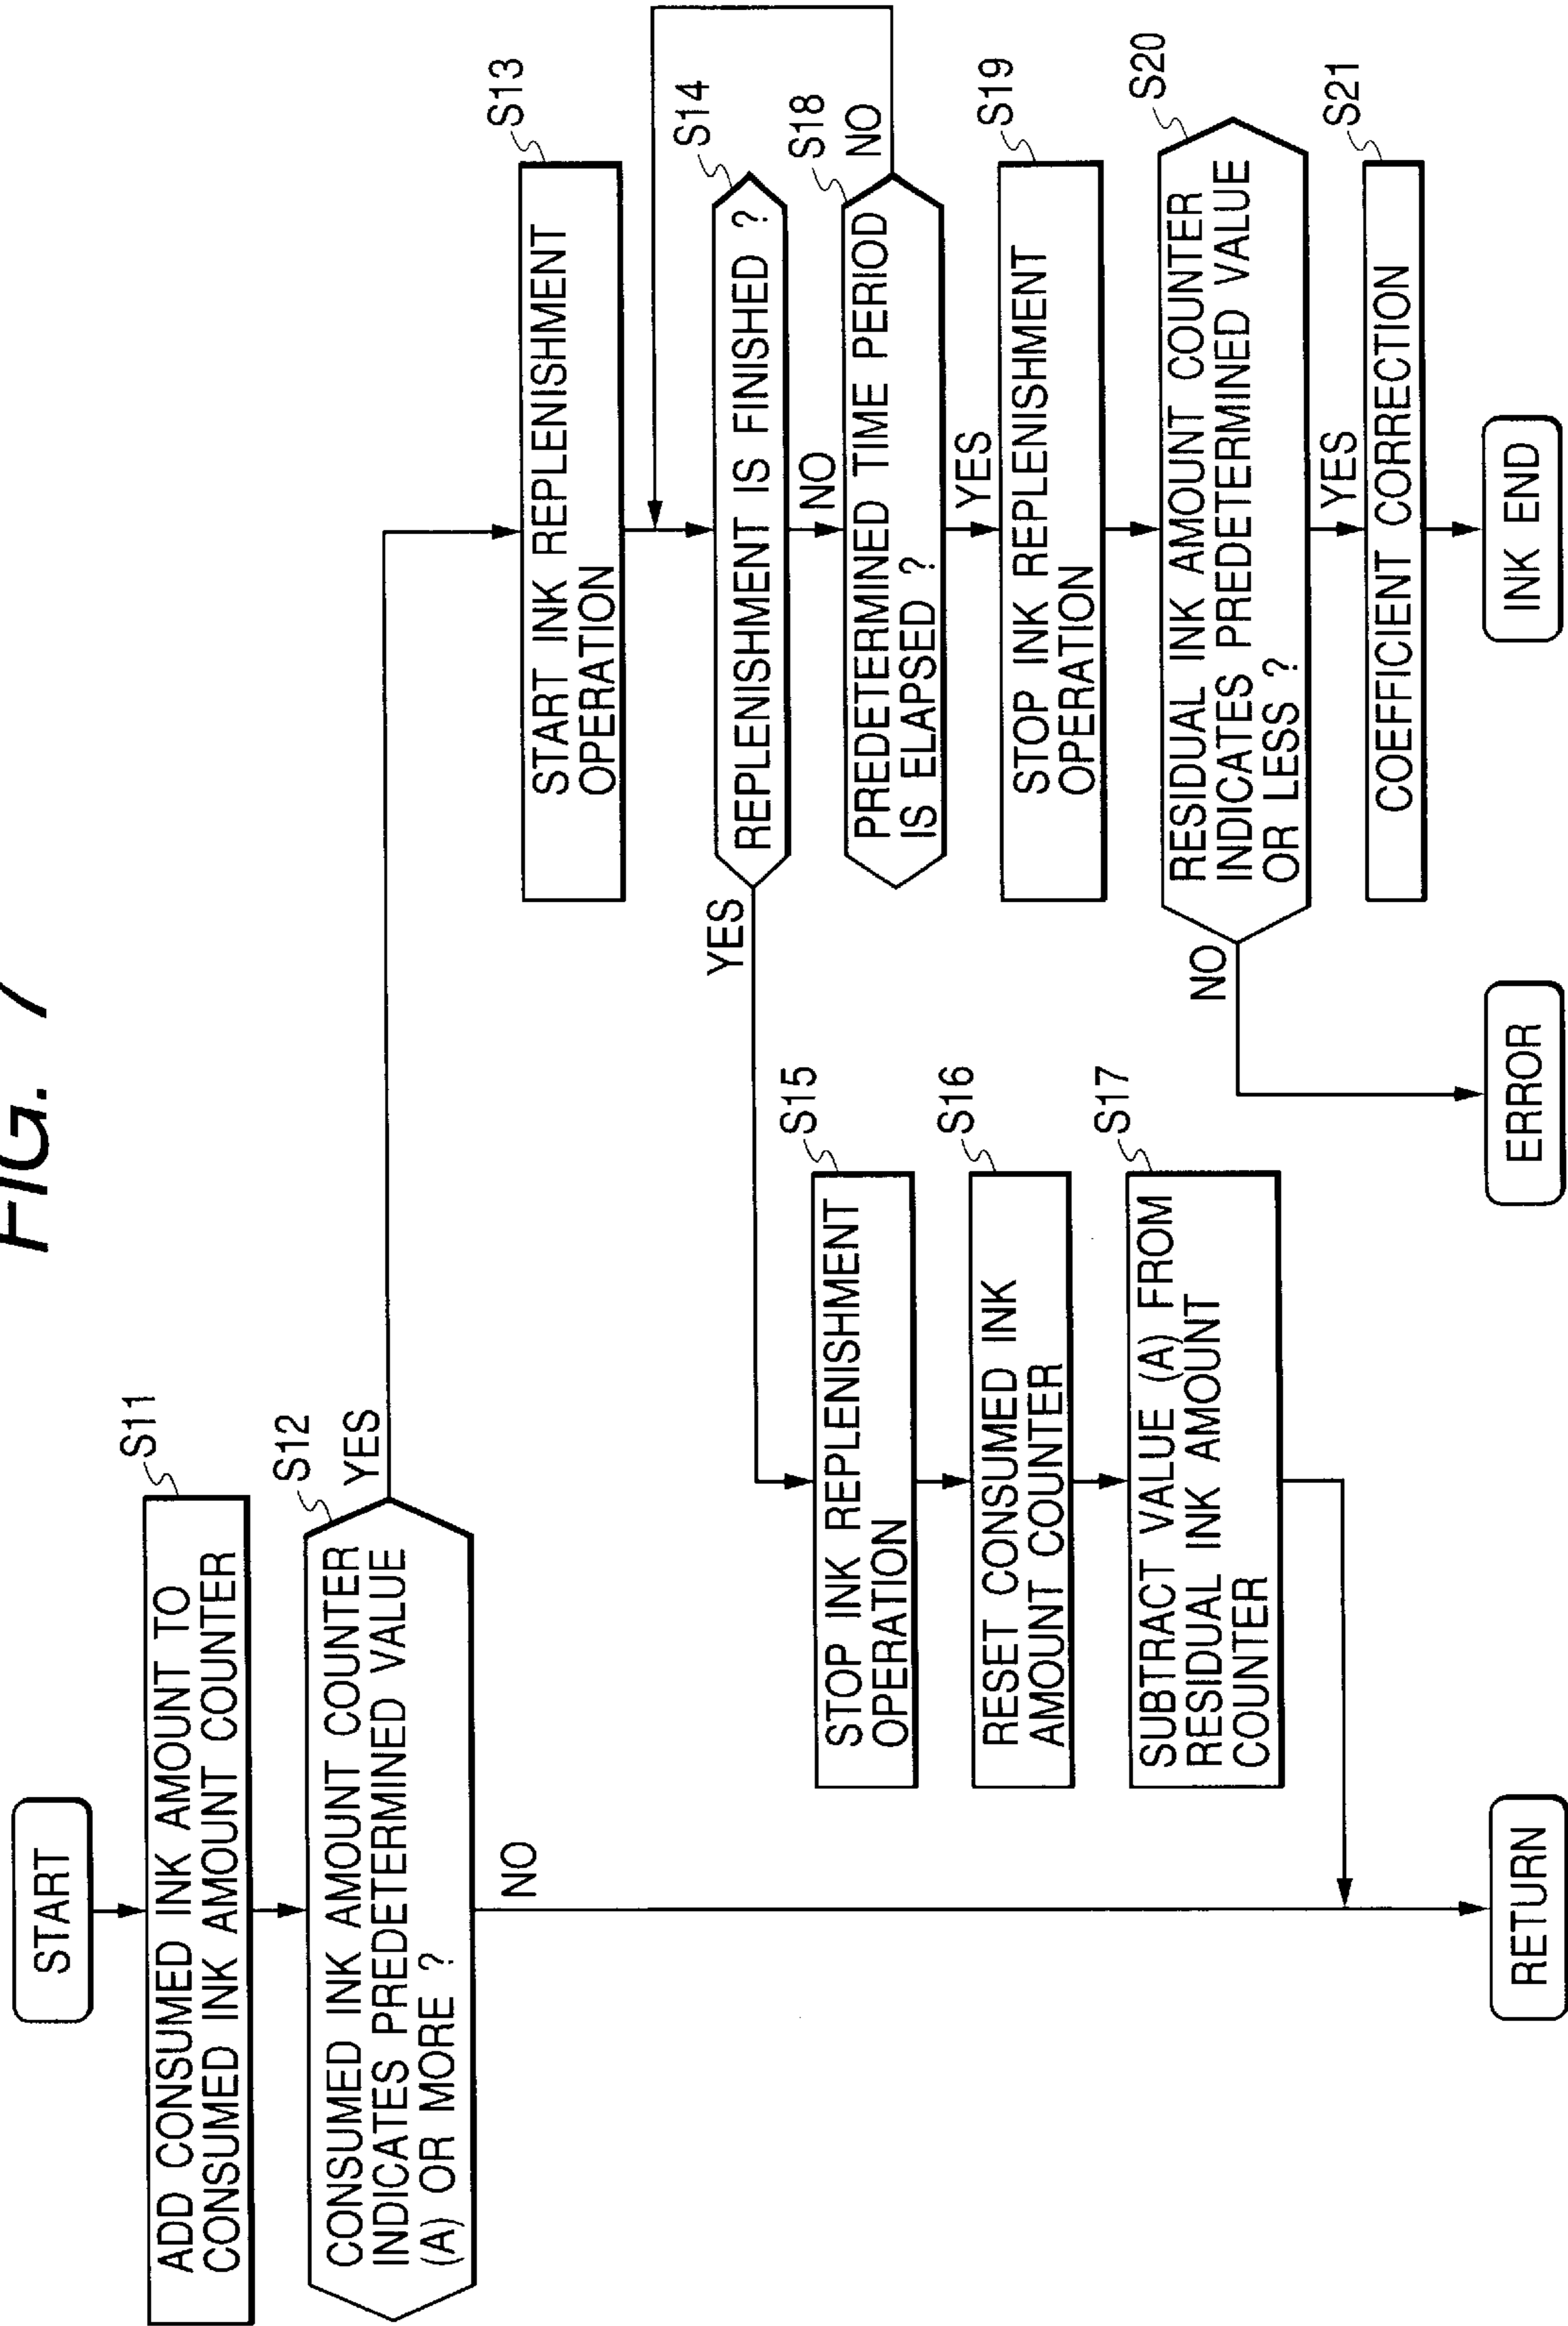 FIG. 7
START
S11
ADD CONSUMED INK AMOUNT TO
CONSUMED INK AMOUNT COUNTER
S12
CONSUMED INK AMOUNT COUNTER
INDICATES PREDETERMINED VALUE
(A) OR MORE ?
YES
NO
S13
START INK REPLENISHMENT
OPERATION
S14
REPLENISHMENT IS FINISHED ?
YES
NO
S18
PREDETERMINED TIME PERIOD
IS ELAPSED ?
NO
YES
S15
STOP INK REPLENISHMENT
OPERATION
S16
RESET CONSUMED INK
AMOUNT COUNTER
S17
SUBTRACT VALUE (A) FROM
RESIDUAL INK AMOUNT
COUNTER
S19
STOP INK REPLENISHMENT
OPERATION
S20
RESIDUAL INK AMOUNT COUNTER
INDICATES PREDETERMINED VALUE
OR LESS ?
NO
YES
S21
COEFFICIENT CORRECTION
RETURN
ERROR
INK END